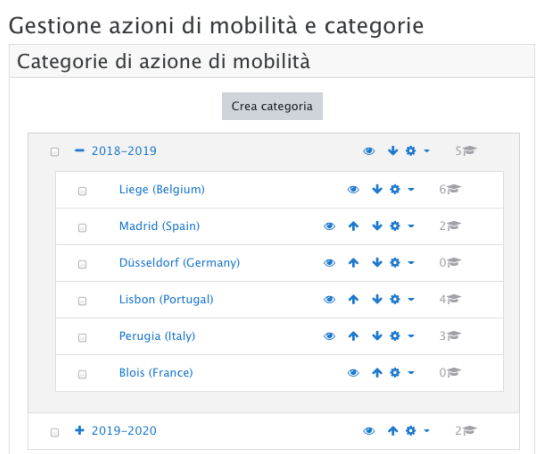 Gestione azioni di mobilità e categorie
Categorie di azione di mobilità
Crea categoria
2018-2019 5
Liege (Belgium) 6
Madrid (Spain) 2
Düsseldorf (Germany) 0
Lisbon (Portugal) 4
Perugia (Italy) 3
Blois (France) 0
2019-2020 2